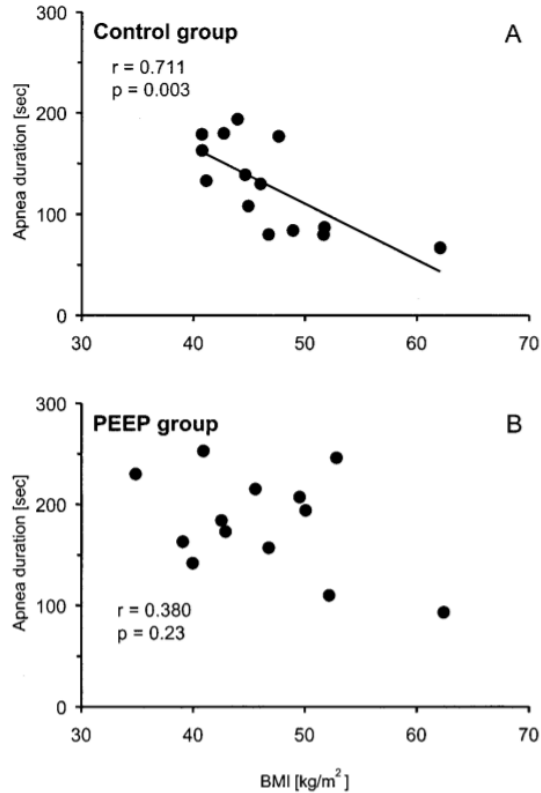 300
Control group
A
r = 0.711
p = 0.003
200
Apnea duration [sec]
100
0
30 40 50 60 70
300
PEEP group
B
200
Apnea duration [sec]
100
r = 0.380
p = 0.23
0
30 40 50 60 70
BMI [kg/m²]